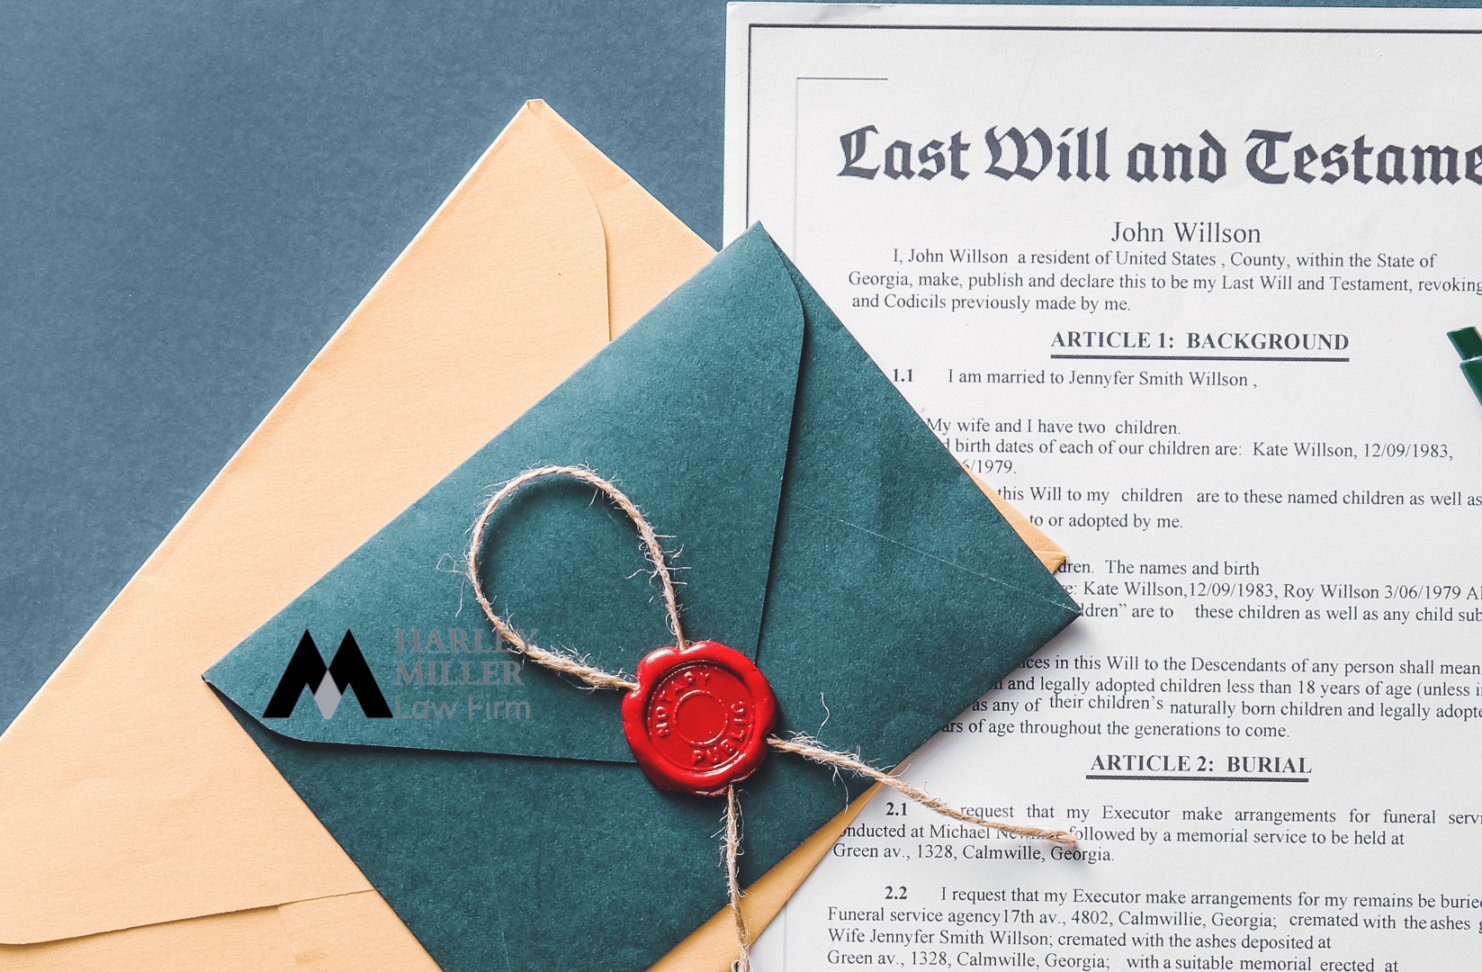 Last Will and Testame
John Willson
I, John Willson a resident of United States , County, within the State of
Georgia, make, publish and declare this to be my Last Will and Testament, revoking
and Codicils previously made by me.
ARTICLE 1: BACKGROUND
1.1 I am married to Jennyfer Smith Willson ,
My wife and I have two children.
birth dates of each of our children are: Kate Willson, 12/09/1983,
/1979.
this Will to my children are to these named children as well as
to or adopted by me.
dren. The names and birth
e: Kate Willson,12/09/1983, Roy Willson 3/06/1979
ldren” are to these children as well as any child sub
ces in this Will to the Descendants of any person shall mean
and legally adopted children less than 18 years of age (unless
as any of their children’s naturally born children and legally adopte
ars of age throughout the generations to come.
ARTICLE 2: BURIAL
2.1 request that my Executor make arrangements for funeral serv
onducted at Michael followed by a memorial service to be held at
Green av., 1328, Calmwille, Georgia.
2.2 I request that my Executor make arrangements for my remains be burie
Funeral service agency17th av., 4802, Calmwillie, Georgia; cremated with the ashes
Wife Jennyfer Smith Willson; cremated with the ashes deposited at
Green av., 1328, Calmwille, Georgia; with a suitable memorial erected at
HARLEY
MILLER
Law Firm
NOTARY
PUBLIC